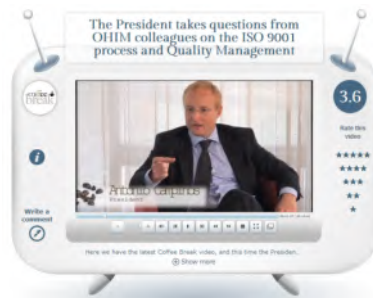 The President takes questions from
OHIM colleagues on the ISO 9001
process and Quality Management
coffee
break
3.6
Rate this
video
Write a
comment
Here we have the latest Coffee Break video, and this time the Presiden..
Show more